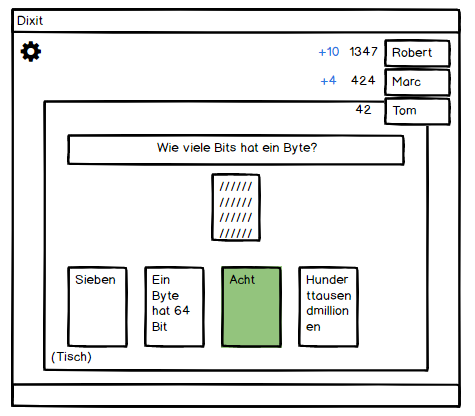 Dixit
+10 1347 Robert
+4 424 Marc
42 Tom
Wie viele Bits hat ein Byte?
//////
//////
//////
//////
Sieben
Ein
Byte
hat 64
Bit
Acht
Hunder
ttausen
dmillion
en
(Tisch)